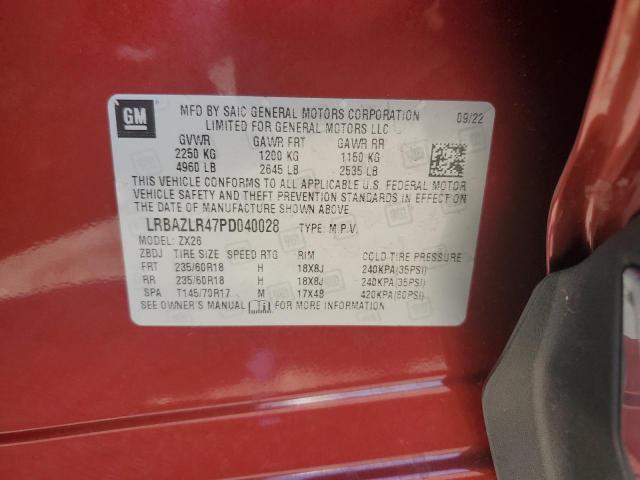 GM
MFD BY SAIC GENERAL MOTORS CORPORATION 09/22
LIMITED FOR GENERAL MOTORS LLC
GVWR GAWR FRT GAWR RR
2250 KG 1200 KG 1150 KG
4960 LB 2645 LB 2535 LB
THIS VEHICLE CONFORMS TO ALL APPLICABLE U.S. FEDERAL MOTOR
VEHICLE SAFETY AND THEFT PREVENTION STANDARDS IN EFFECT ON
THE DATE OF MANUFACTURE SHOWN ABOVE.
LRBAZLR47PD040028 TYPE: M.P.V.
MODEL: ZX26
ZBDJ TIRE SIZE SPEED RTG RIM COLD TIRE PRESSURE
FRT 235/60R18 H 18X8J 240KPA(35PSI)
RR 235/60R18 H 18X8J 240KPA(35PSI)
SPA T145/70R17 M 17X4B 420KPA(60PSI)
SEE OWNER'S MANUAL FOR MORE INFORMATION